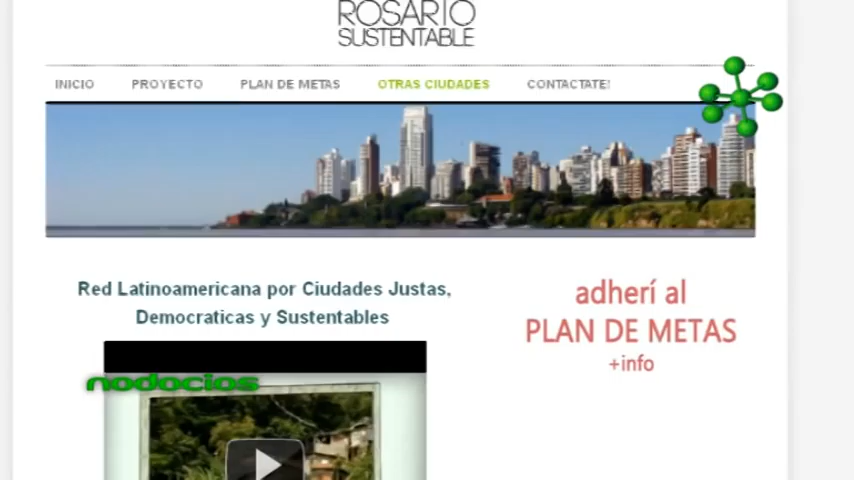 ROSARIO
SUSTENTABLE
INICIO PROYECTO PLAN DE METAS OTRAS CIUDADES CONTACTATE!
Red Latinoamericana por Ciudades Justas,
Democraticas y Sustentables
adherí al
PLAN DE METAS
+info
nodocios